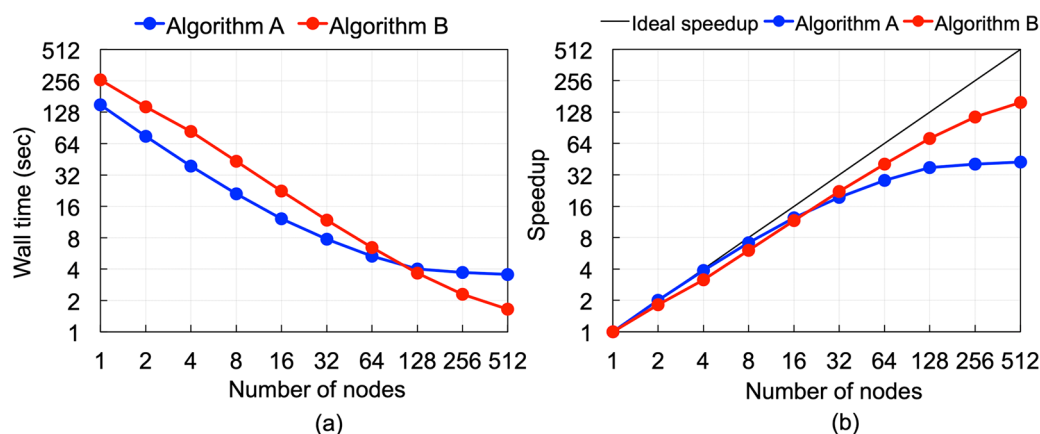 Algorithm A Algorithm B
512
256
128
64
32
16
8
4
2
1
Wall time (sec)
1 2 4 8 16 32 64 128 256 512
Number of nodes
(a)
Ideal speedup Algorithm A Algorithm B
512
256
128
64
32
16
8
4
2
1
Speedup
1 2 4 8 16 32 64 128 256 512
Number of nodes
(b)